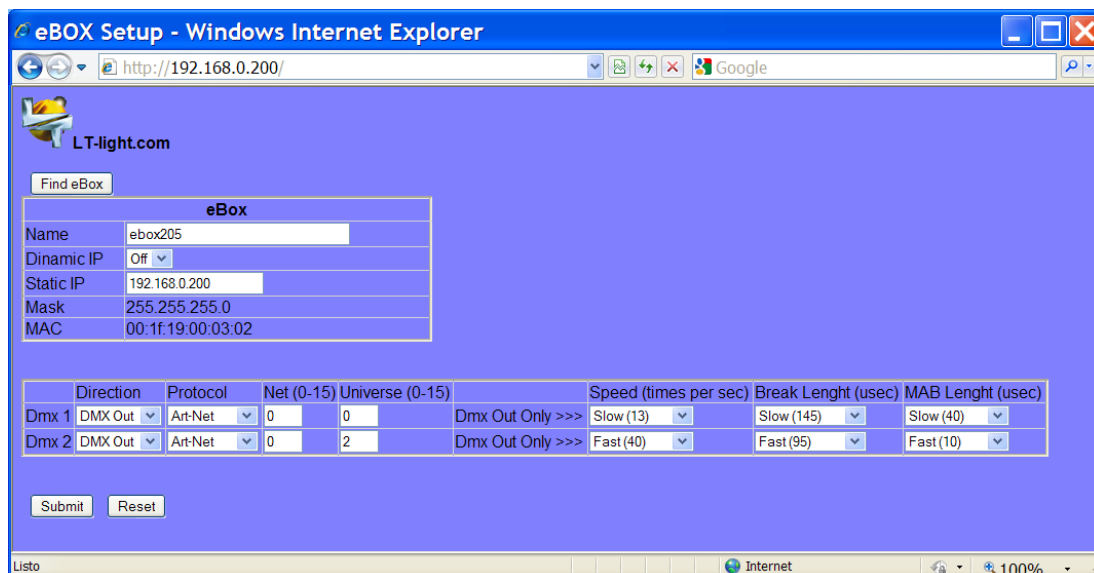 eBOX Setup - Windows Internet Explorer
http://192.168.0.200/ Google
LT-light.com
Find eBox
eBox
Name ebox205
Dinamic IP Off
Static IP 192.168.0.200
Mask 255.255.255.0
MAC 00:1f:19:00:03:02
Direction Protocol Net (0-15) Universe (0-15) Speed (times per sec) Break Lenght (usec) MAB Lenght (usec)
Dmx 1 DMX Out Art-Net 0 0 Dmx Out Only >>> Slow (13) Slow (145) Slow (40)
Dmx 2 DMX Out Art-Net 0 2 Dmx Out Only >>> Fast (40) Fast (95) Fast (10)
Submit Reset
Listo Internet 100%